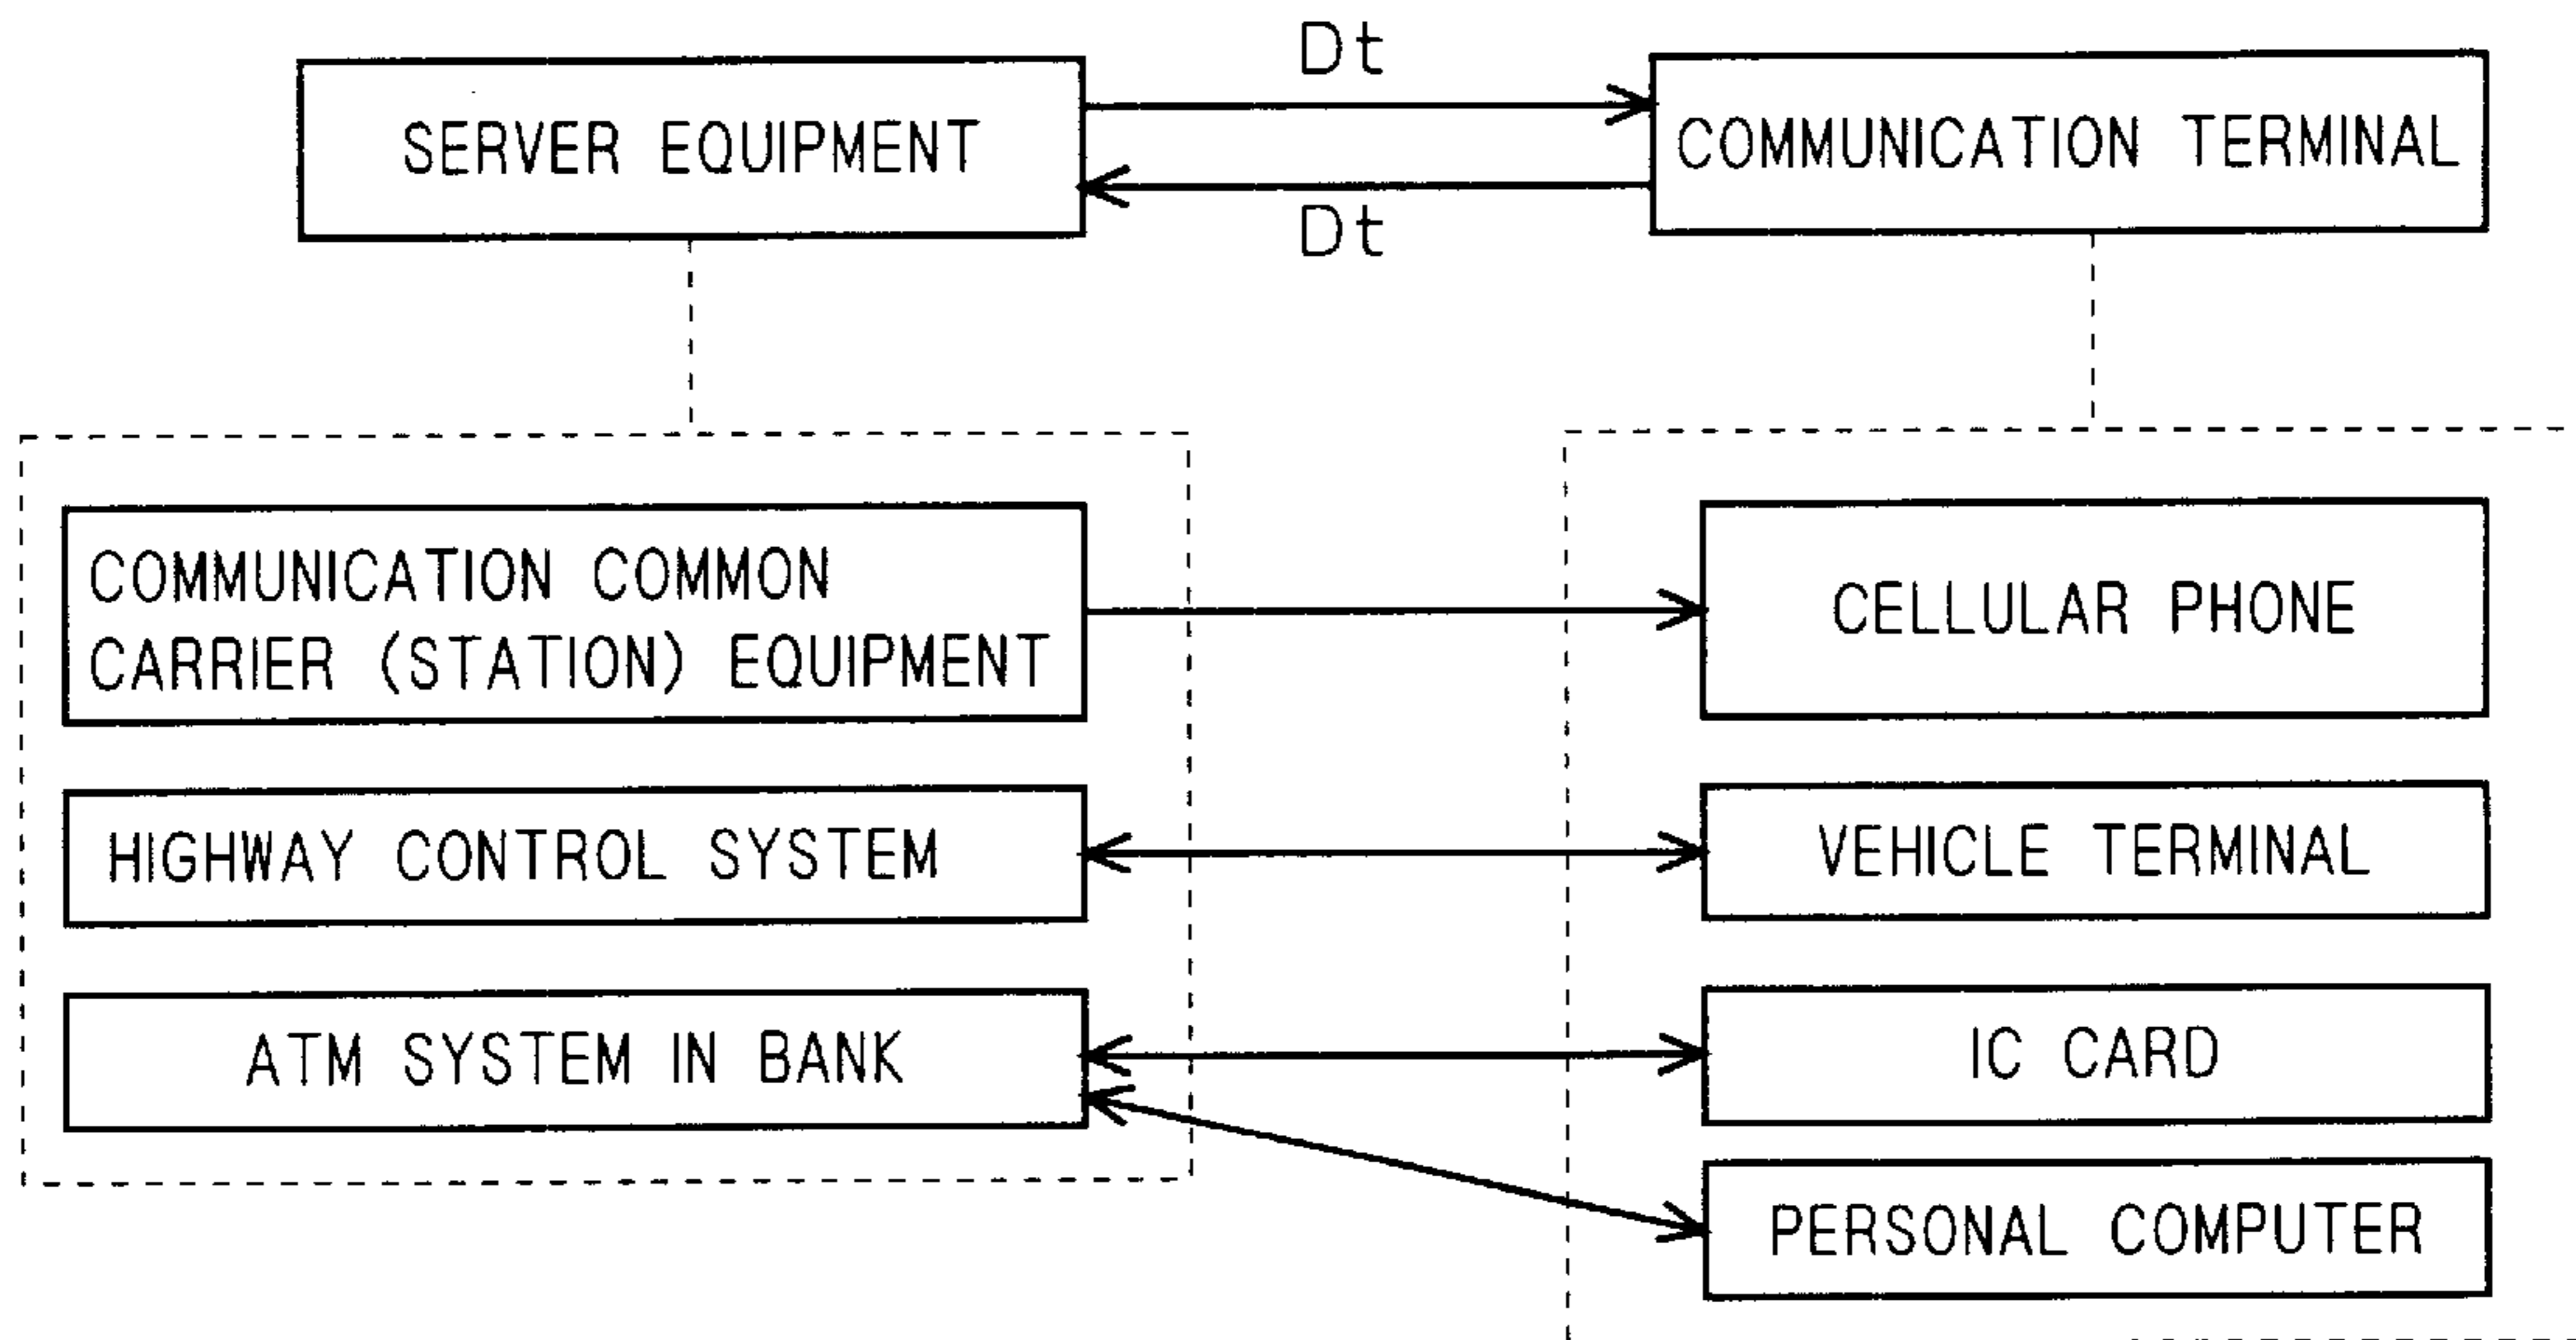 Dt
SERVER EQUIPMENT
COMMUNICATION TERMINAL
Dt
COMMUNICATION COMMON
CARRIER (STATION) EQUIPMENT
CELLULAR PHONE
HIGHWAY CONTROL SYSTEM
VEHICLE TERMINAL
ATM SYSTEM IN BANK
IC CARD
PERSONAL COMPUTER